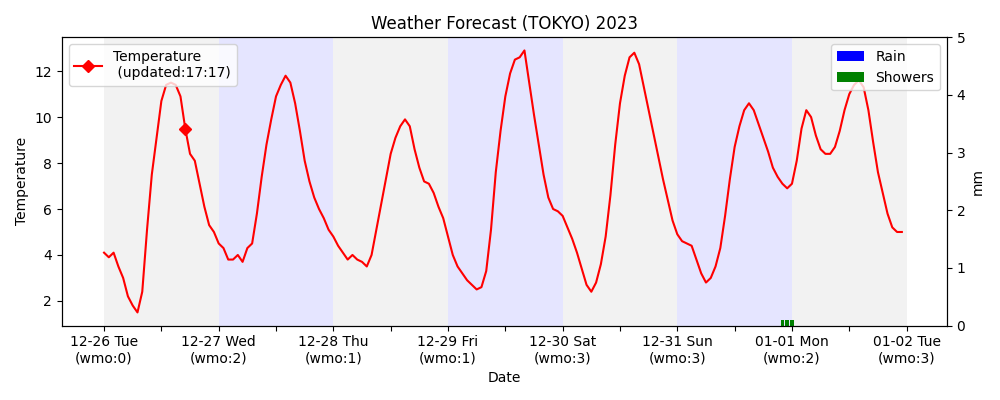 Weather Forecast (TOKYO) 2023
Temperature
(updated:17:17)
Rain
Showers
Temperature
12
10
8
6
4
2
5
4
3
2
1
0
mm
12-26 Tue
(wmo:0)
12-27 Wed
(wmo:2)
12-28 Thu
(wmo:1)
12-29 Fri
(wmo:1)
12-30 Sat
(wmo:3)
12-31 Sun
(wmo:3)
01-01 Mon
(wmo:2)
01-02 Tue
(wmo:3)
Date